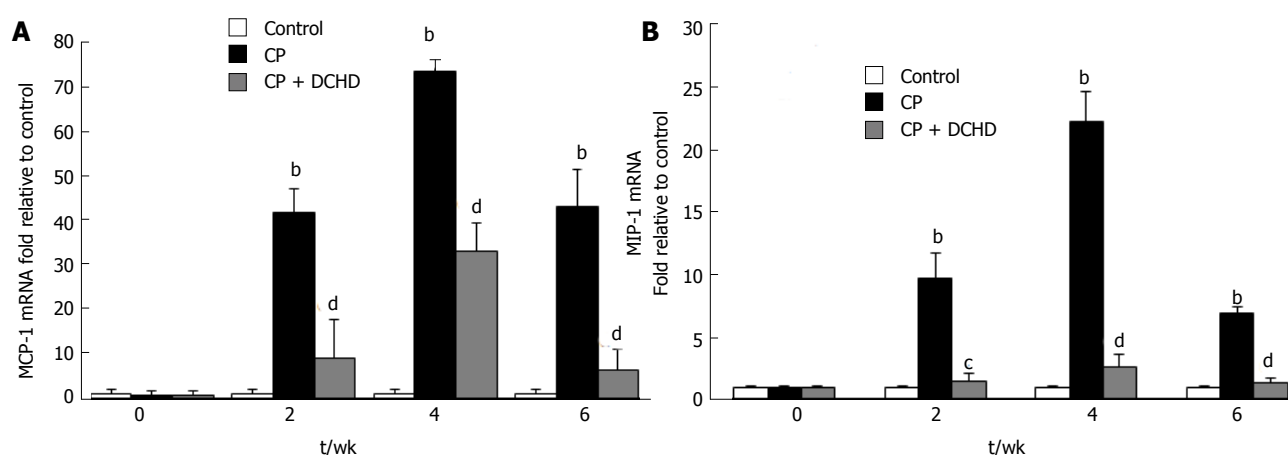 A
Control
CP
CP + DCHD
MCP-1 mRNA fold relative to control
80
70
60
50
40
30
20
10
0
b
d
b
d
b
d
0 2 4 6
t/wk
B
Control
CP
CP + DCHD
MIP-1 mRNA
Fold relative to control
30
25
20
15
10
5
0
b
c
b
d
b
d
0 2 4 6
t/wk